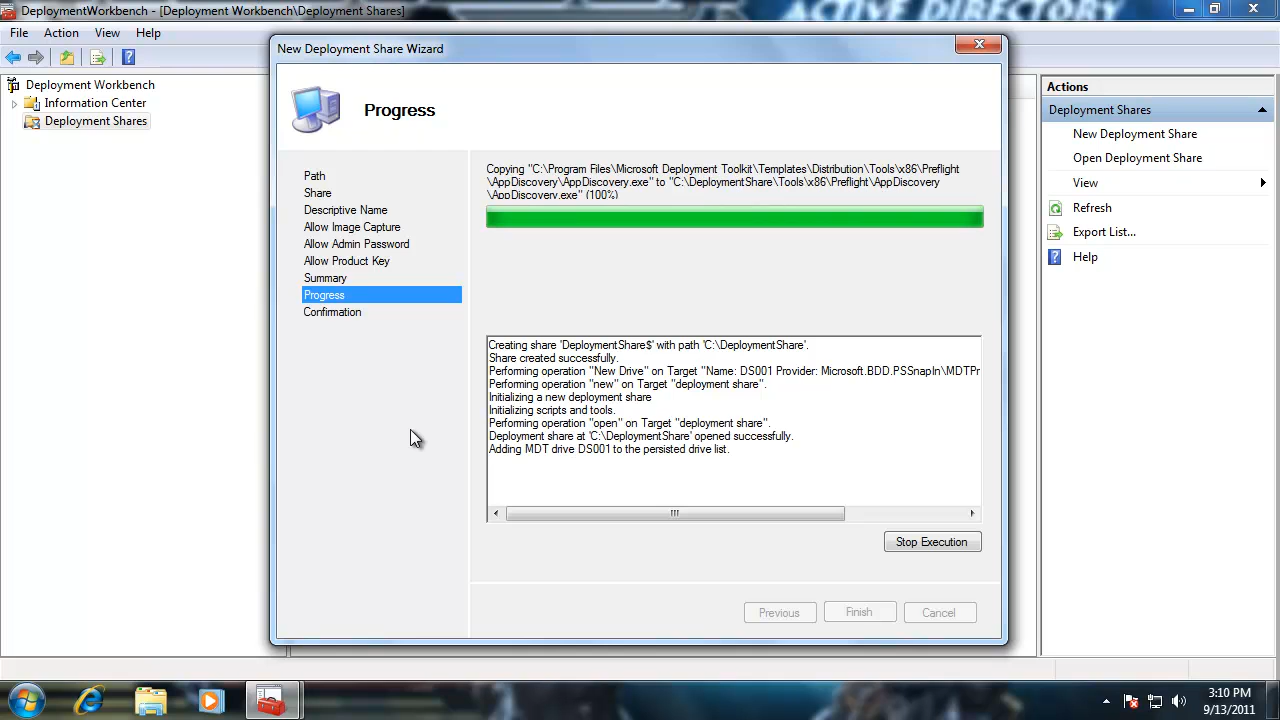 DeploymentWorkbench - [Deployment Workbench\Deployment Shares]
ACTIVE DIRECTORY
File Action View Help
Deployment Workbench
Information Center
Deployment Shares
New Deployment Share Wizard
Progress
Path
Share
Descriptive Name
Allow Image Capture
Allow Admin Password
Allow Product Key
Summary
Progress
Confirmation
Copying "C:\Program Files\Microsoft Deployment Toolkit\Templates\Distribution\Tools\x86\Preflight
\AppDiscovery\AppDiscovery.exe" to "C:\DeploymentShare\Tools\x86\Preflight\AppDiscovery
\AppDiscovery.exe" (100%)
Creating share 'DeploymentShare$' with path 'C:\DeploymentShare'.
Share created successfully.
Performing operation "New Drive" on Target "Name: DS001 Provider: Microsoft.BDD.PSSnapIn\MDTPr
Performing operation "new" on Target "deployment share".
Initializing a new deployment share
Initializing scripts and tools.
Performing operation "open" on Target "deployment share".
Deployment share at 'C:\DeploymentShare' opened successfully.
Adding MDT drive DS001 to the persisted drive list.
Stop Execution
Previous Finish Cancel
Actions
Deployment Shares
New Deployment Share
Open Deployment Share
View
Refresh
Export List...
Help
3:10 PM
9/13/2011